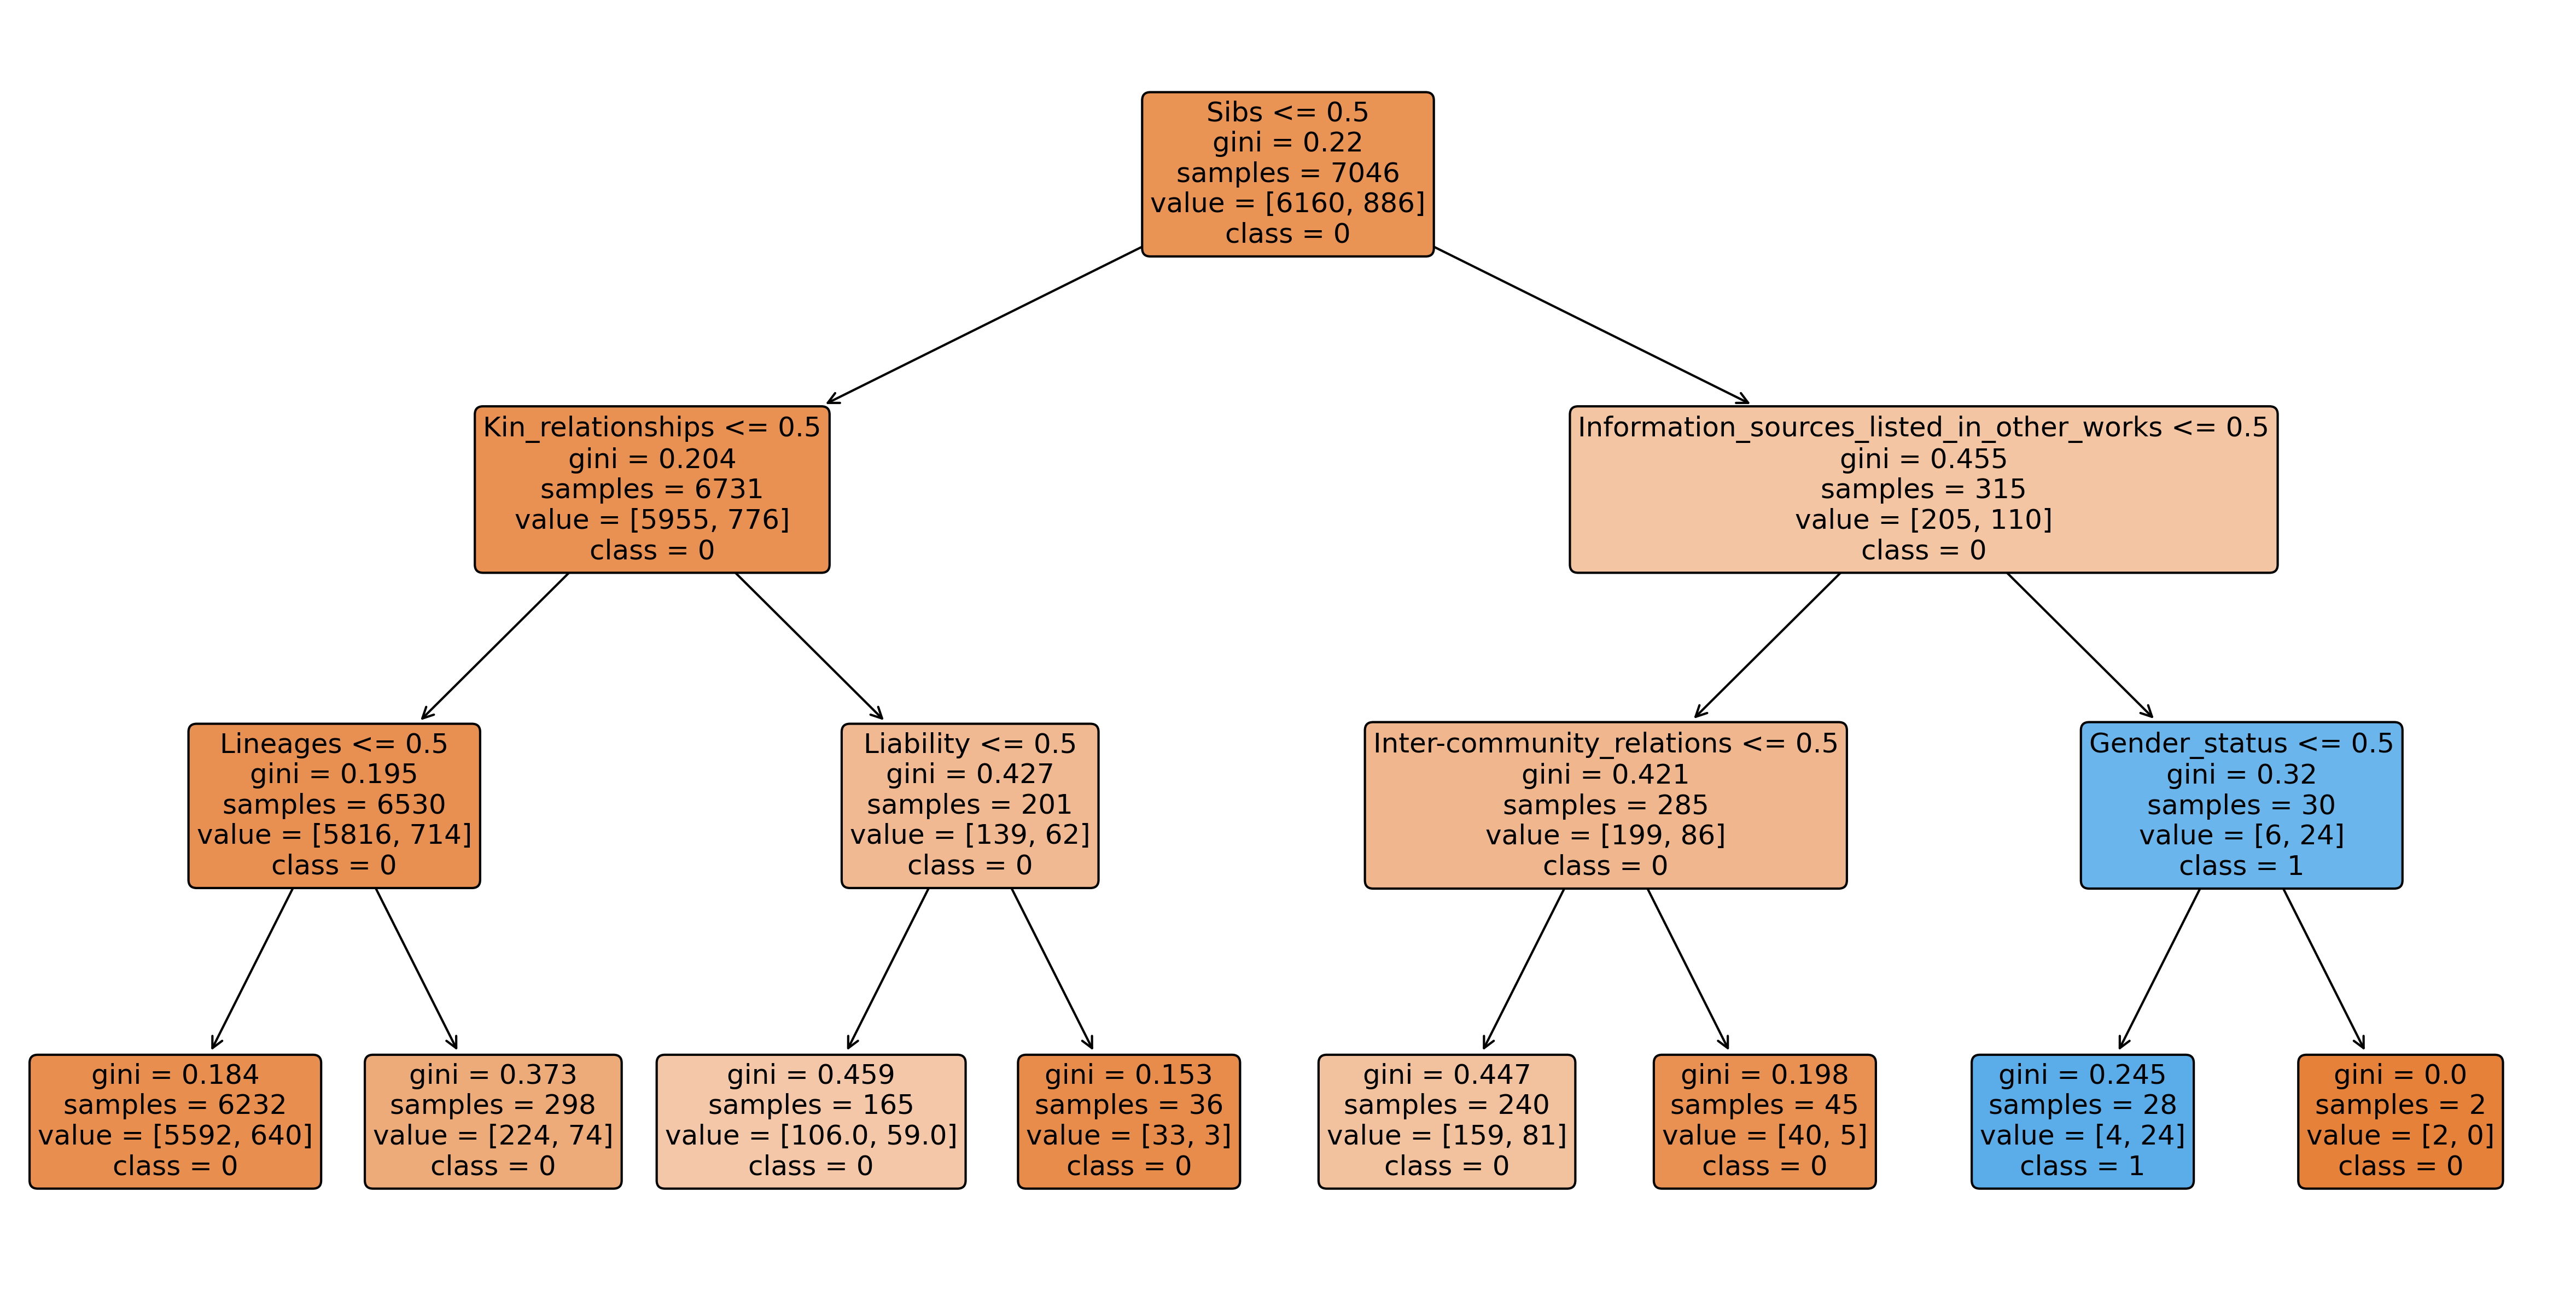 Sibs <= 0.5
gini = 0.22
samples = 7046
value = [6160, 886]
class = 0
Kin_relationships <= 0.5
gini = 0.204
samples = 6731
value = [5955, 776]
class = 0
Information_sources_listed_in_other_works <= 0.5
gini = 0.455
samples = 315
value = [205, 110]
class = 0
Lineages <= 0.5
gini = 0.195
samples = 6530
value = [5816, 714]
class = 0
Liability <= 0.5
gini = 0.427
samples = 201
value = [139, 62]
class = 0
Inter-community_relations <= 0.5
gini = 0.421
samples = 285
value = [199, 86]
class = 0
Gender_status <= 0.5
gini = 0.32
samples = 30
value = [6, 24]
class = 1
gini = 0.184
samples = 6232
value = [5592, 640]
class = 0
gini = 0.373
samples = 298
value = [224, 74]
class = 0
gini = 0.459
samples = 165
value = [106.0, 59.0]
class = 0
gini = 0.153
samples = 36
value = [33, 3]
class = 0
gini = 0.447
samples = 240
value = [159, 81]
class = 0
gini = 0.198
samples = 45
value = [40, 5]
class = 0
gini = 0.245
samples = 28
value = [4, 24]
class = 1
gini = 0.0
samples = 2
value = [2, 0]
class = 0